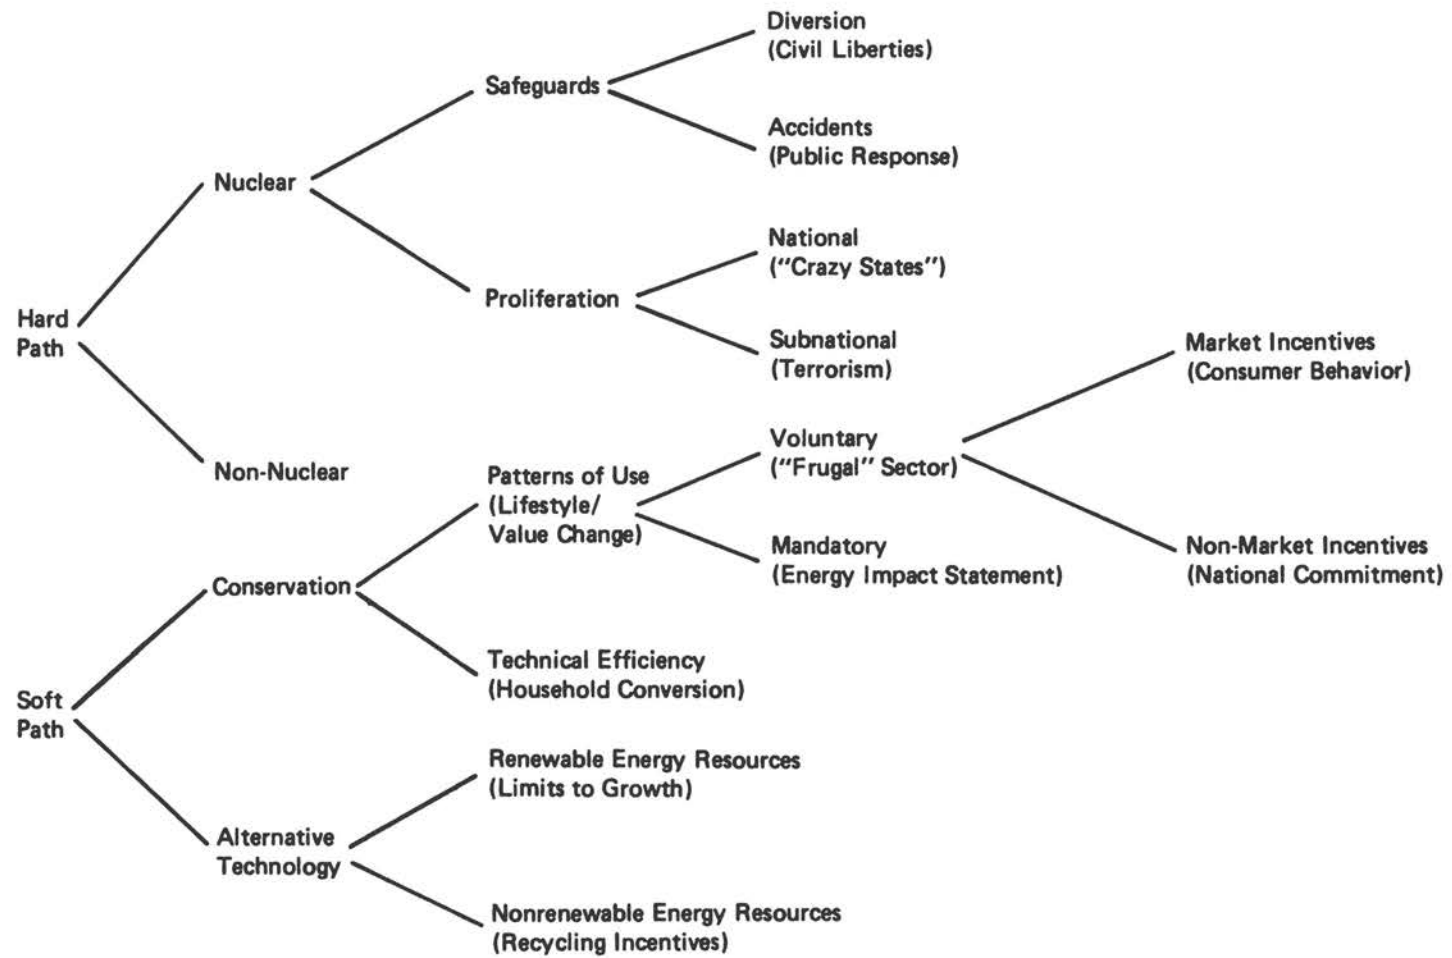 Diversion
(Civil Liberties)
Safeguards
Accidents
(Public Response)
Nuclear
National
("Crazy States")
Proliferation
Hard
Path
Subnational
(Terrorism)
Market Incentives
(Consumer Behavior)
Voluntary
("Frugal" Sector)
Non-Nuclear
Patterns of Use
(Lifestyle/
Value Change)
Mandatory
(Energy Impact Statement)
Non-Market Incentives
(National Commitment)
Conservation
Technical Efficiency
(Household Conversion)
Soft
Path
Renewable Energy Resources
(Limits to Growth)
Alternative
Technology
Nonrenewable Energy Resources
(Recycling Incentives)